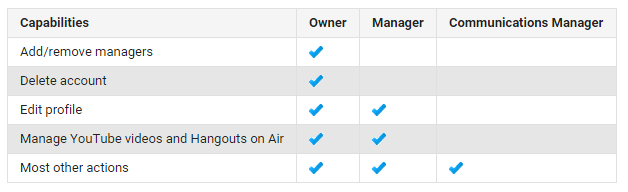 Capabilities Owner Manager Communications Manager
Add/remove managers
Delete account
Edit profile
Manage YouTube videos and Hangouts on Air
Most other actions